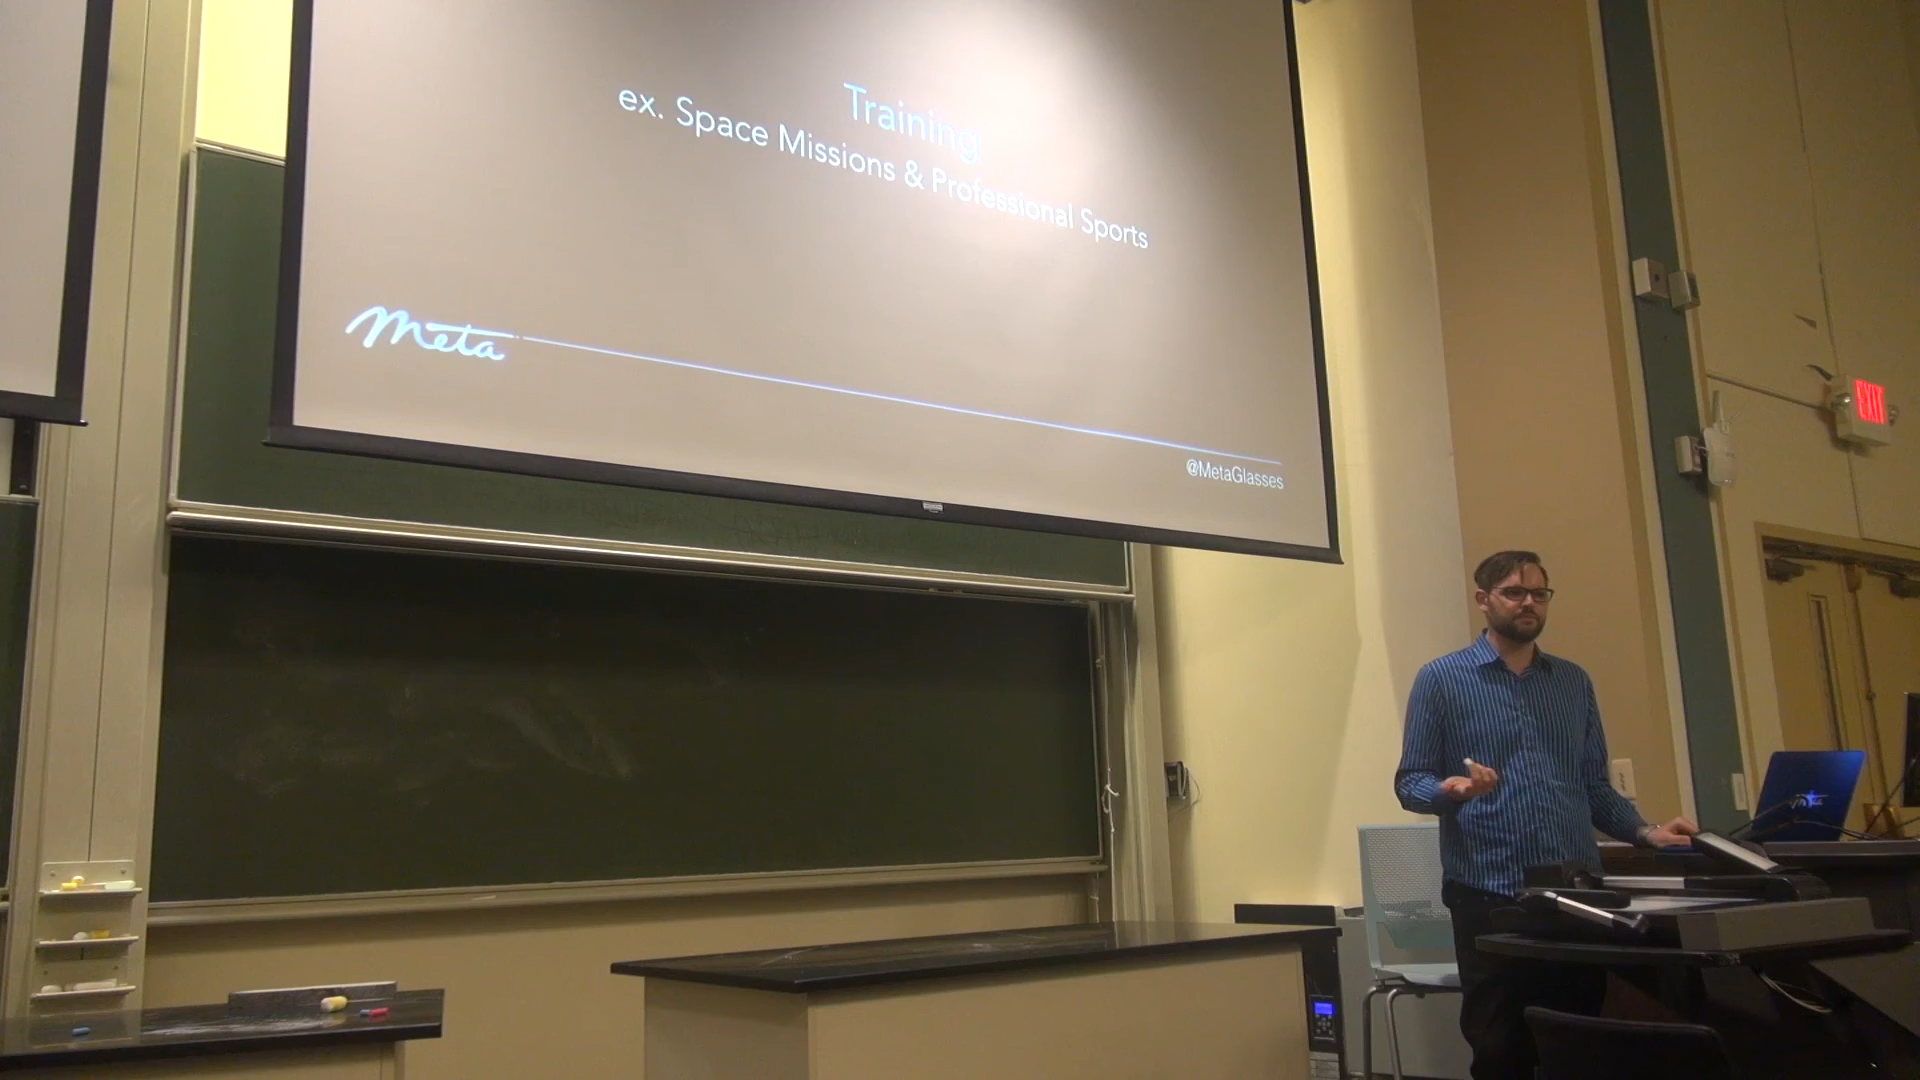 Training
ex. Space Missions & Professional Sports
Meta
@MetaGlasses
EXIT